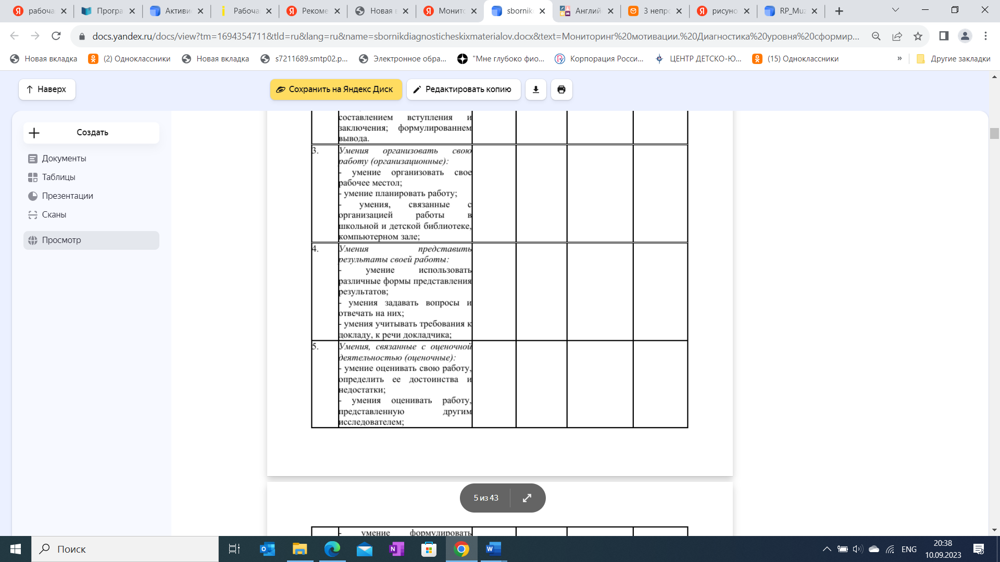 рабоча
Програ
Активи
Рабоча
Рекоме
Новая в
Монито
sbornik
Английс
3 непро
рисуно
RP_Muz
docs.yandex.ru/docs/view?tm=1694354711&tld=ru&lang=ru&name=sbornikdiagnosticheskixmaterialov.docx&text=Мониторинг%20мотивации.%20Диагностика%20уровня%20сформир...
Новая вкладка
(2) Одноклассники
Новая вкладка
s7211689.smtp02.p...
Электронное обра...
"Мне глубоко фио...
Корпорация Росси...
ЦЕНТР ДЕТСКО-Ю...
(15) Одноклассники
»
Другие закладки
Наверх
Сохранить на Яндекс Диск
Редактировать копию
Создать
Документы
Таблицы
Презентации
Сканы
Просмотр
составлением вступления и
заключения; формулированнем
вывода.
3. Умения организовать свою
работу (организационные):
- умение организовать свое
рабочее местол;
- умение планировать работу;
- умения, связанные с
организацией работы в
школьной и детской библиотеке,
компьютерном зале;
4. Умения представить
результаты своей работы:
- умение использовать
различные формы представления
результатов;
- умения задавать вопросы и
отвечать на них;
- умения учитывать требования к
докладу, к речи докладчика;
5. Умения, связанные с оценочной
деятельностью (оценочные):
- умение оценивать свою работу,
определить ее достоинства и
недостатки;
- умения оценивать работу,
представленную другим
исследователем;
5 из 43
- умение формулировать
Поиск
ENG
20:38
10.09.2023